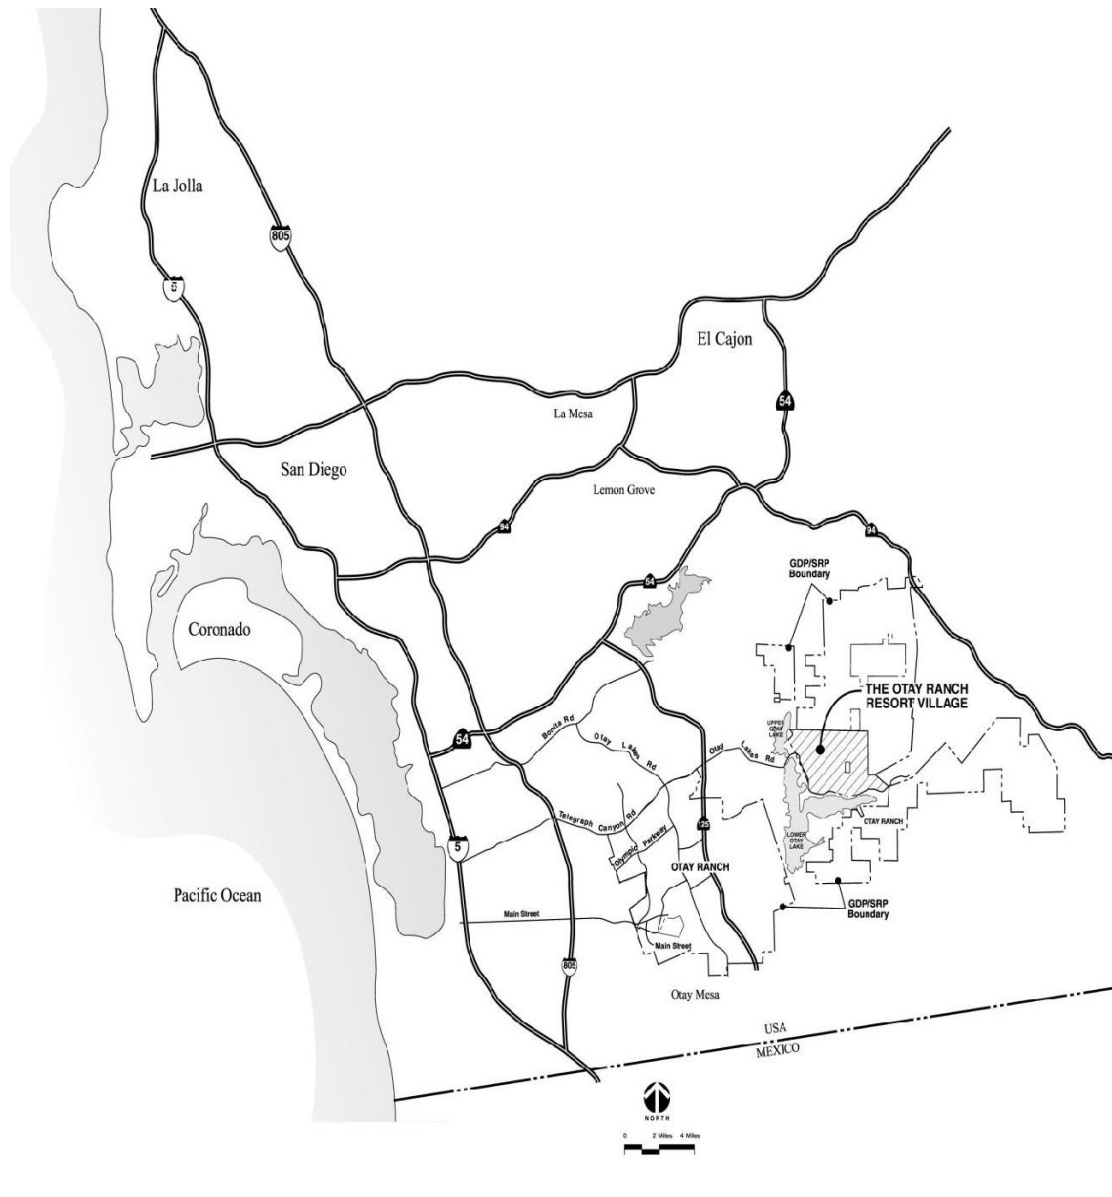 La Jolla
805
5
El Cajon
54
La Mesa
San Diego
Lemon Grove
94
94
GDP/SRP
Boundary
54
Coronado
THE OTAY RANCH
RESORT VILLAGE
UPPER
OTAY
LAKE
Bonita Rd
Otay Lakes Rd
Otay Lakes Rd
54
Telegraph Canyon Rd
125
OTAY RANCH
5
Olympic Parkway
LOWER
OTAY
LAKE
OTAY RANCH
Pacific Ocean
GDP/SRP
Boundary
Main Street
Main Street
805
Otay Mesa
USA
MEXICO
NORTH
0 2 Miles 4 Miles